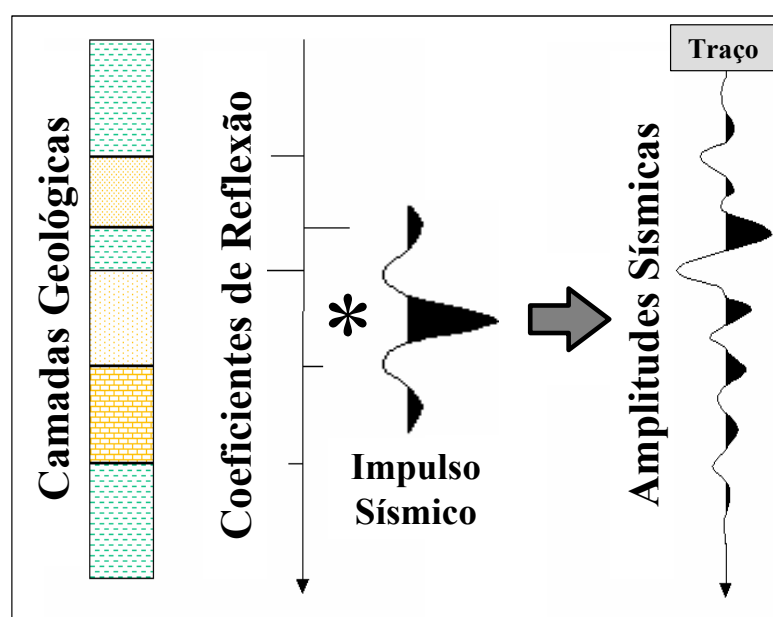 Camadas Geológicas
Coeficientes de Reflexão
*
Impulso
Sísmico
Amplitudes Sísmicas
Traço